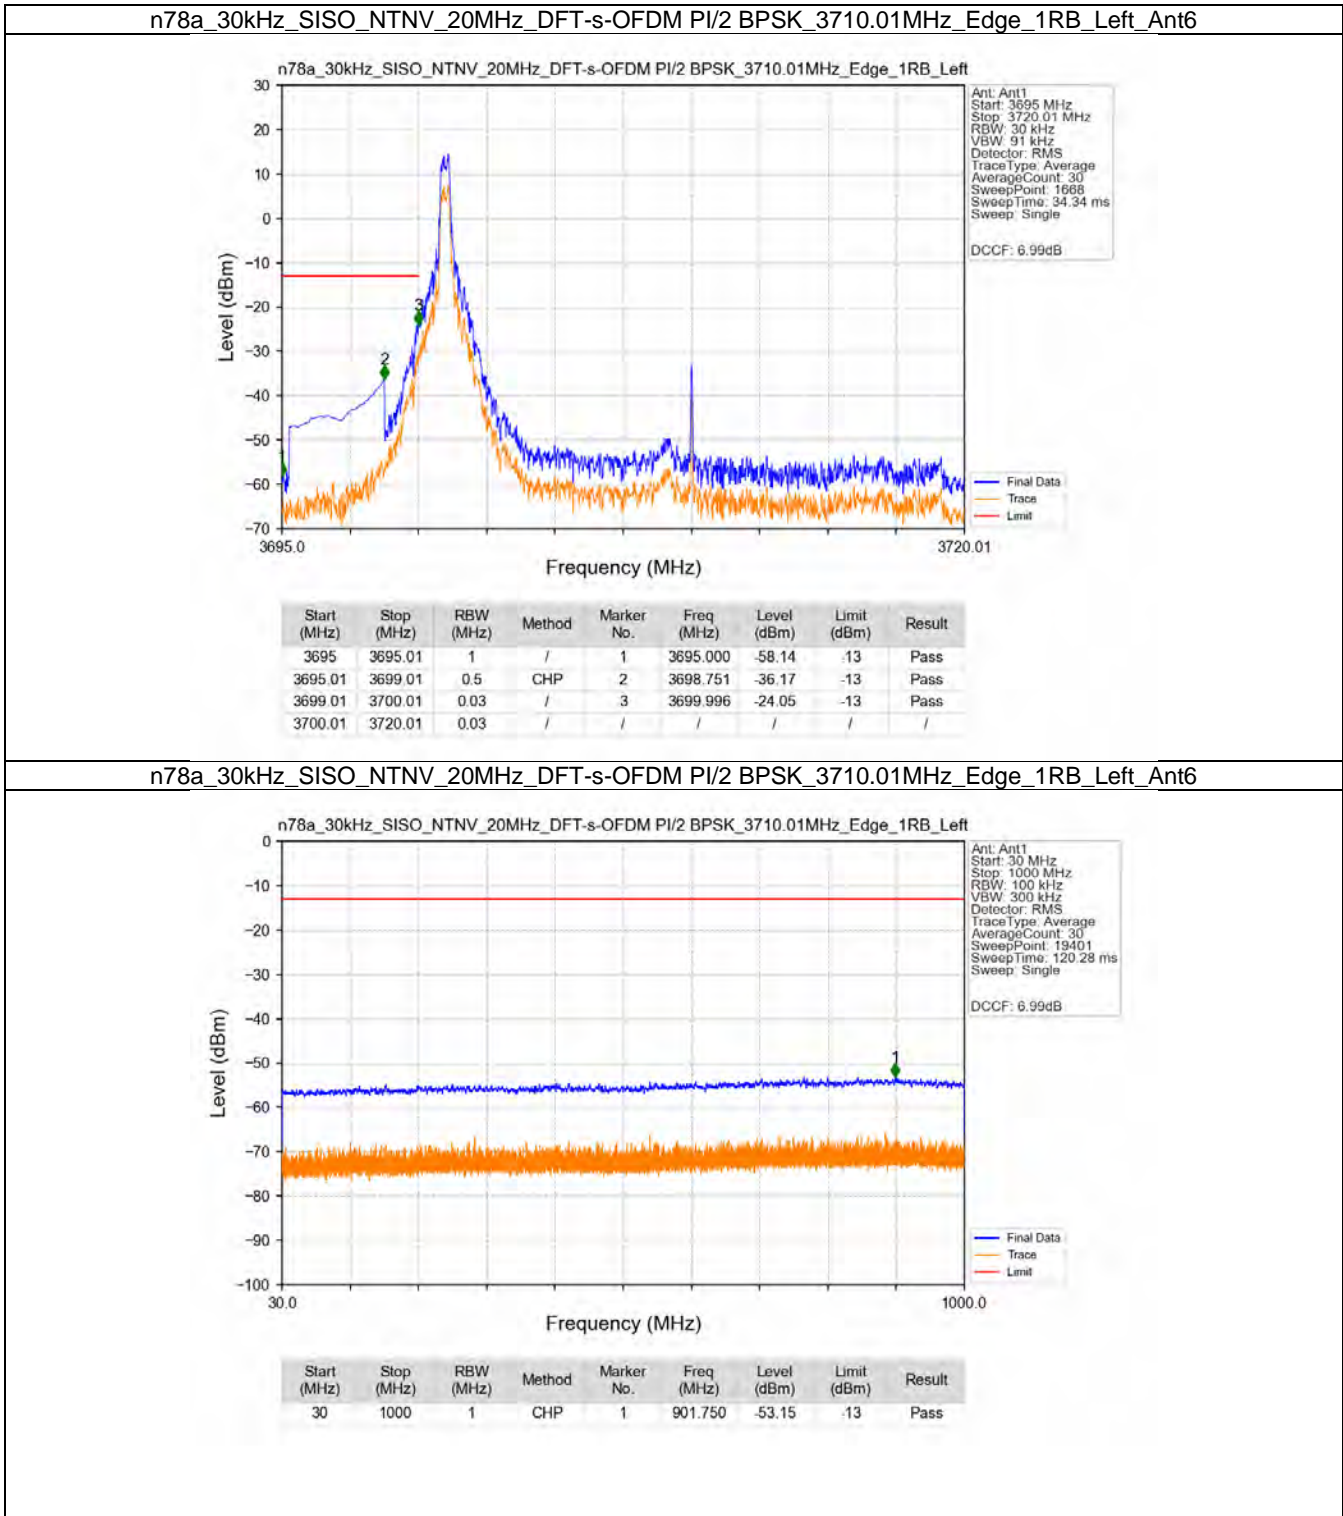 n78a_30kHz_SISO_NTNV_20MHz_DFT-s-OFDM PI/2 BPSK_3710.01MHz_Edge_1RB_Left_Ant6
n78a_30kHz_SISO_NTNV_20MHz_DFT-s-OFDM PI/2 BPSK_3710.01MHz_Edge_1RB_Left
Ant: Ant1
Start: 3695 MHz
Stop: 3720.01 MHz
RBW: 30 kHz
VBW: 91 kHz
Detector: RMS
TraceType: Average
AverageCount: 30
SweepPoint: 1668
SweepTime: 34.34 ms
Sweep: Single
DCCF: 6.99dB
30
20
10
0
−10
−20
−30
−40
−50
−60
−70
Level (dBm)
2
3
3695.0
3720.01
Frequency (MHz)
Final Data
Trace
Limit
Start (MHz) Stop (MHz) RBW (MHz) Method Marker No. Freq (MHz) Level (dBm) Limit (dBm) Result
3695 3695.01 1 / 1 3695.000 -58.14 -13 Pass
3695.01 3699.01 0.5 CHP 2 3698.751 -36.17 -13 Pass
3699.01 3700.01 0.03 / 3 3699.996 -24.05 -13 Pass
3700.01 3720.01 0.03 / / / / / /
n78a_30kHz_SISO_NTNV_20MHz_DFT-s-OFDM PI/2 BPSK_3710.01MHz_Edge_1RB_Left_Ant6
n78a_30kHz_SISO_NTNV_20MHz_DFT-s-OFDM PI/2 BPSK_3710.01MHz_Edge_1RB_Left
Ant: Ant1
Start: 30 MHz
Stop: 1000 MHz
RBW: 100 kHz
VBW: 300 kHz
Detector: RMS
TraceType: Average
AverageCount: 30
SweepPoint: 19401
SweepTime: 120.28 ms
Sweep: Single
DCCF: 6.99dB
0
−10
−20
−30
−40
−50
−60
−70
−80
−90
−100
Level (dBm)
1
30.0
1000.0
Frequency (MHz)
Final Data
Trace
Limit
Start (MHz) Stop (MHz) RBW (MHz) Method Marker No. Freq (MHz) Level (dBm) Limit (dBm) Result
30 1000 1 CHP 1 901.750 -53.15 -13 Pass